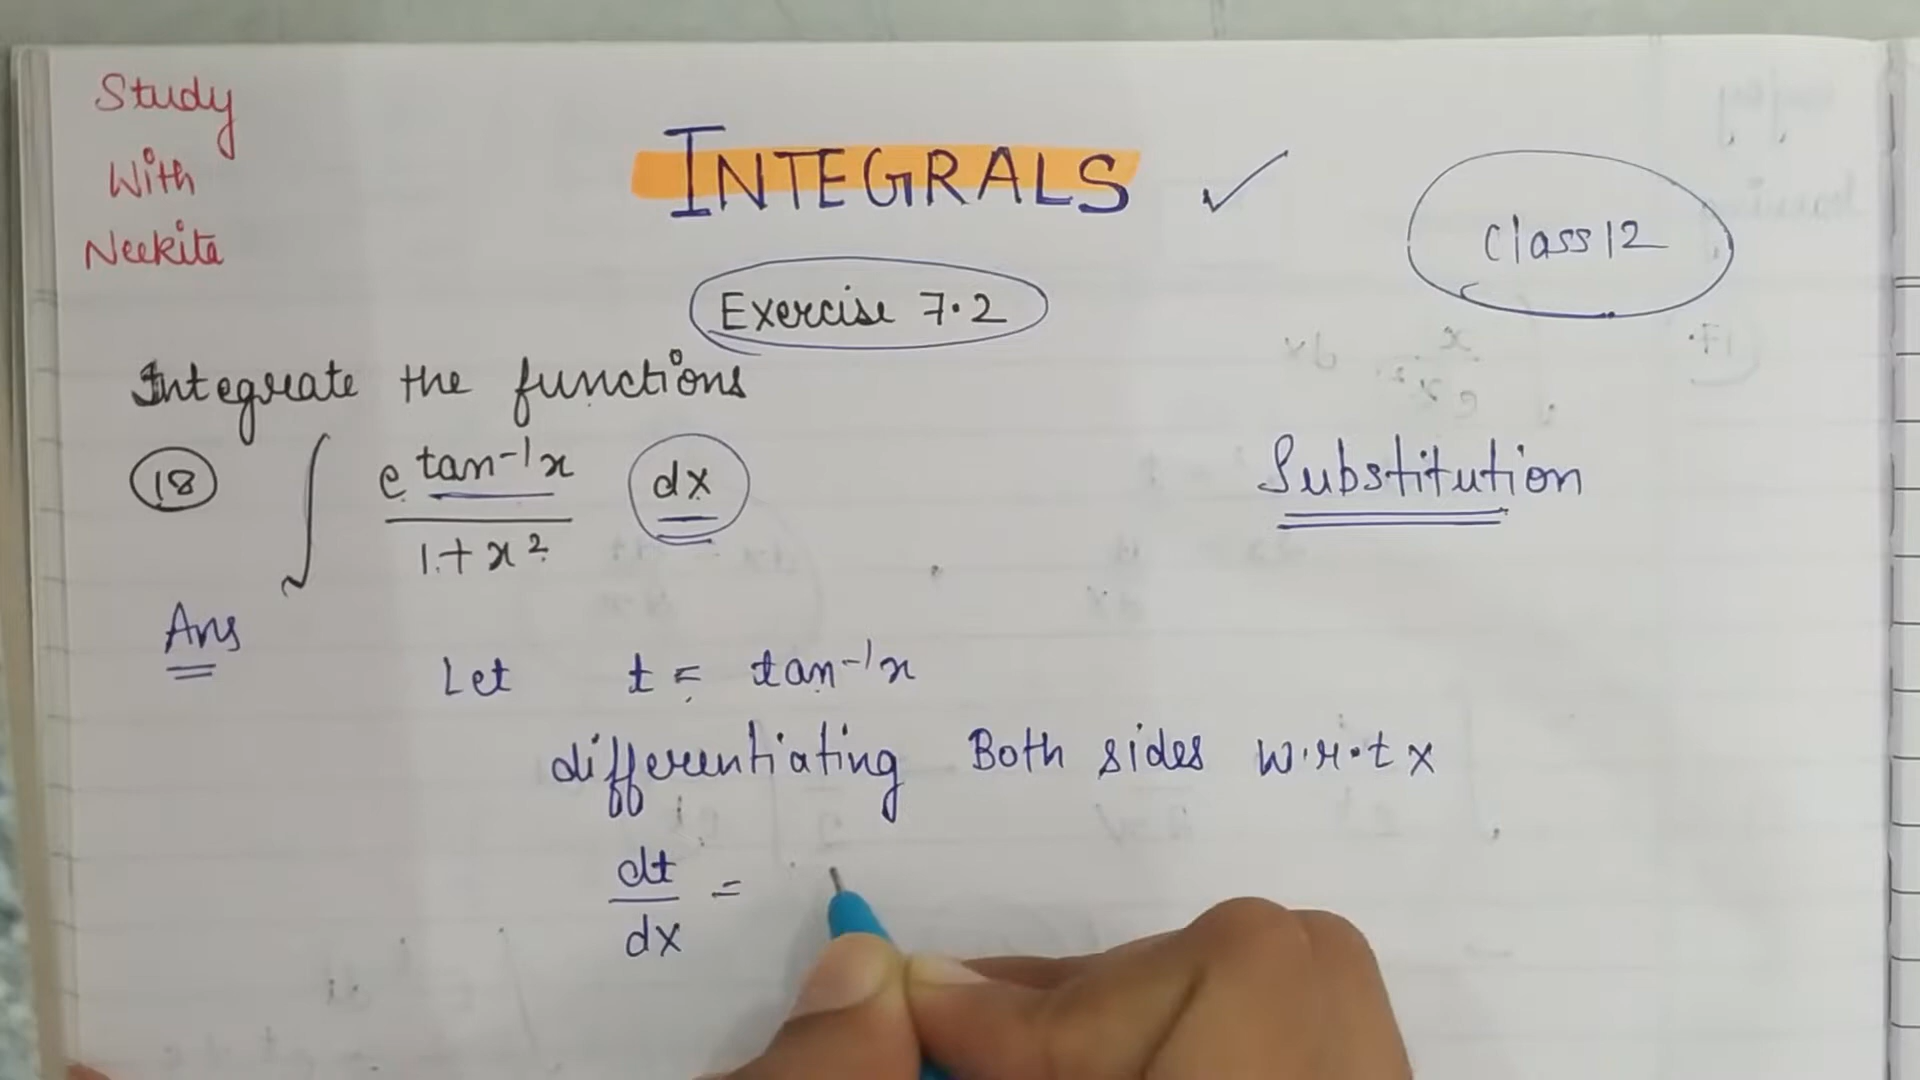 Study
With
Neekita
INTEGRALS ✓
Class 12
Exercise 7.2
Integrate the functions
18 ∫ e^(tan⁻¹x) / (1+x²) dx
Substitution
Ans
Let t = tan⁻¹x
differentiating Both sides w.r.t x
dt/dx =